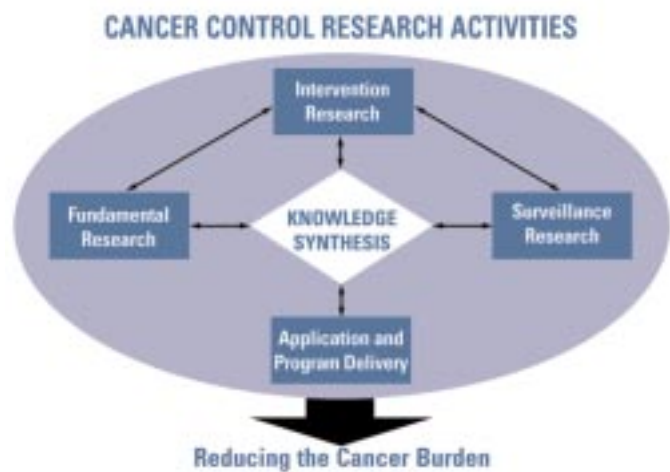 CANCER CONTROL RESEARCH ACTIVITIES
Intervention
Research
Fundamental
Research
KNOWLEDGE
SYNTHESIS
Surveillance
Research
Application and
Program Delivery
Reducing the Cancer Burden